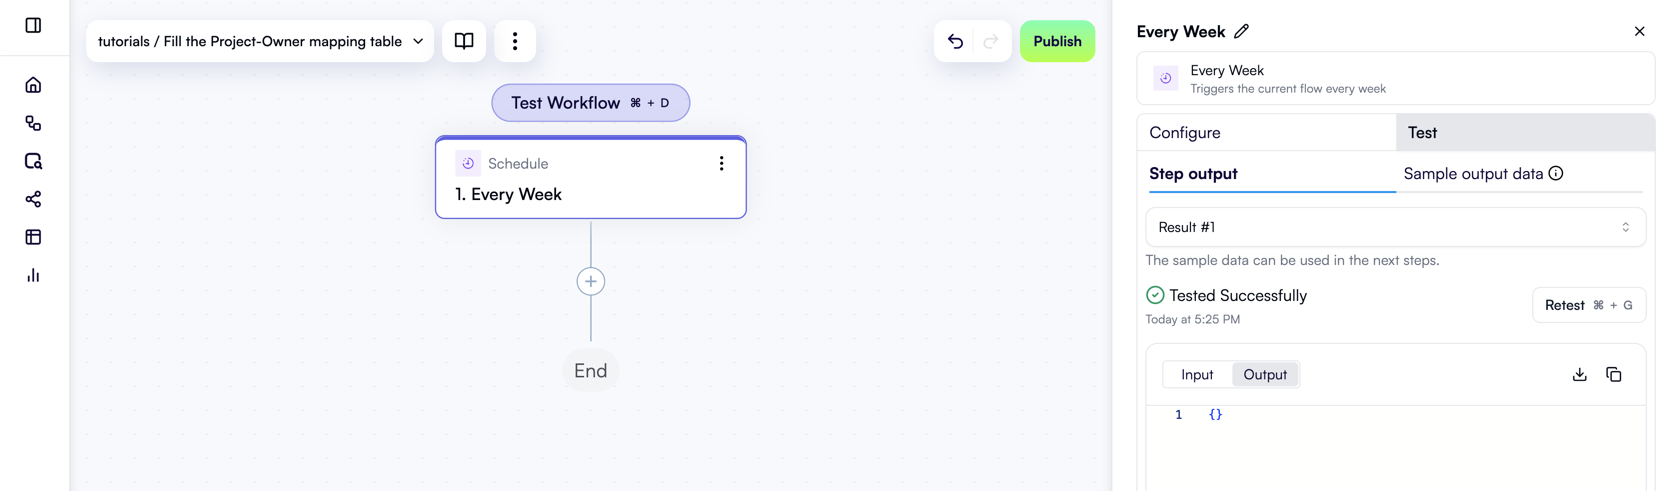 tutorials / Fill the Project-Owner mapping table
Publish
Test Workflow ⌘ + D
Schedule
1. Every Week
End
Every Week
Every Week
Triggers the current flow every week
Configure
Test
Step output
Sample output data
Result #1
The sample data can be used in the next steps.
Tested Successfully
Today at 5:25 PM
Retest ⌘ + G
Input
Output
1 {}